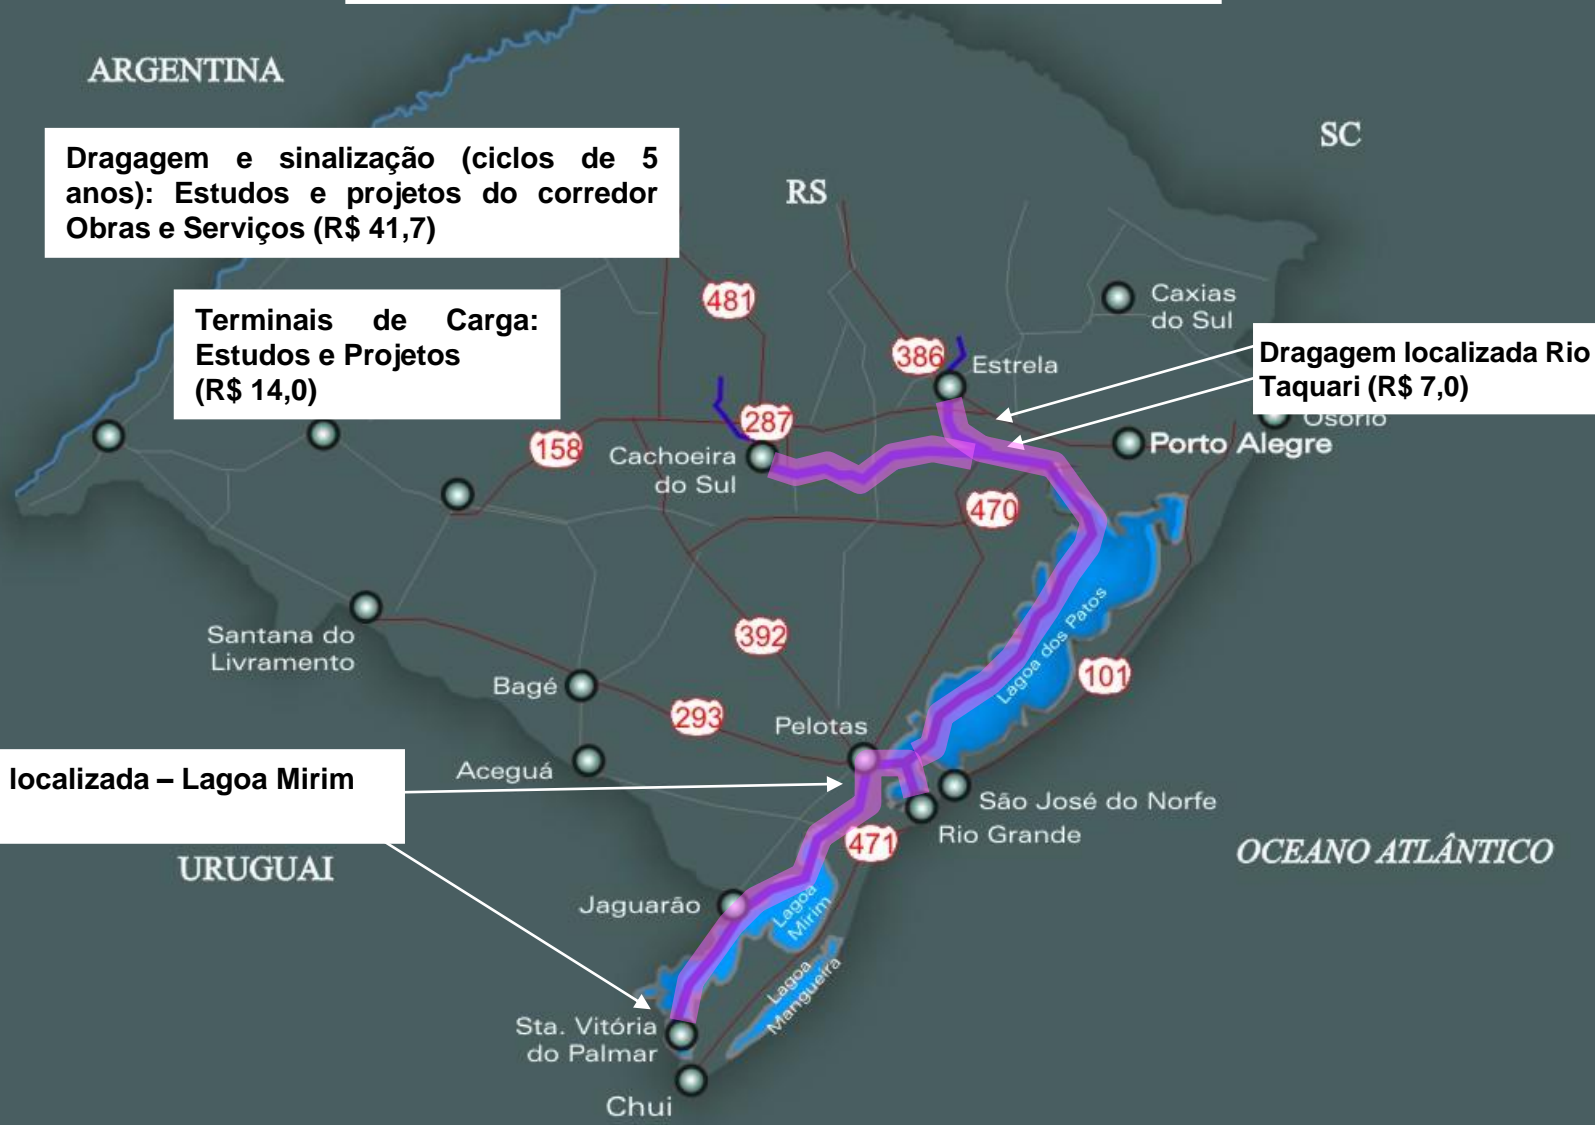 ARGENTINA
SC
Dragagem e sinalização (ciclos de 5
anos): Estudos e projetos do corredor
Obras e Serviços (R$ 41,7)
RS
481
Caxias
do Sul
Terminais de Carga:
Estudos e Projetos
(R$ 14,0)
386
Estrela
Dragagem localizada Rio
Taquari (R$ 7,0)
287
Osorio
158
Cachoeira
do Sul
Porto Alegre
470
Lagoa dos Patos
Santana do
Livramento
392
101
Bagé
293
Pelotas
localizada – Lagoa Mirim
Aceguá
São José do Norfe
Rio Grande
471
URUGUAI
OCEANO ATLÂNTICO
Jaguarão
Lagoa
Mirim
Lagoa
Mangueira
Sta. Vitória
do Palmar
Chui